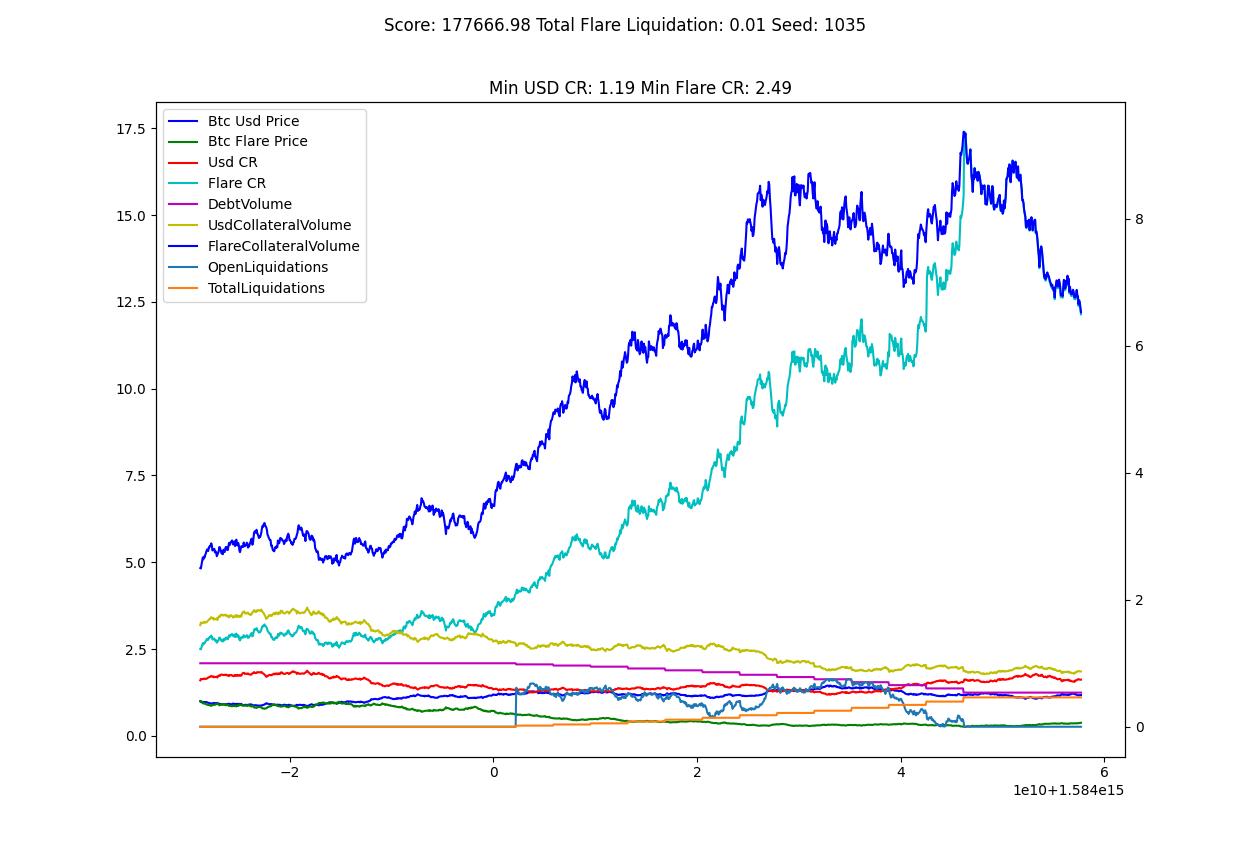 Score: 177666.98 Total Flare Liquidation: 0.01 Seed: 1035
Min USD CR: 1.19 Min Flare CR: 2.49
Btc Usd Price
Btc Flare Price
Usd CR
Flare CR
DebtVolume
UsdCollateralVolume
FlareCollateralVolume
OpenLiquidations
TotalLiquidations
17.5
15.0
12.5
10.0
7.5
5.0
2.5
0.0
8
6
4
2
0
−2 0 2 4 6
1e10+1.584e15